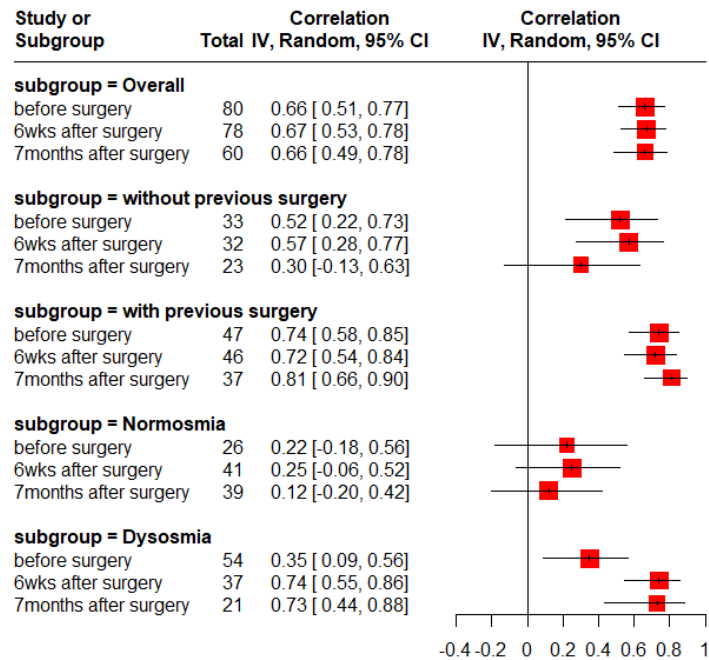 Study or Correlation Correlation
Subgroup Total IV, Random, 95% CI IV, Random, 95% CI
subgroup = Overall
before surgery 80 0.66 [ 0.51, 0.77]
6wks after surgery 78 0.67 [ 0.53, 0.78]
7months after surgery 60 0.66 [ 0.49, 0.78]
subgroup = without previous surgery
before surgery 33 0.52 [ 0.22, 0.73]
6wks after surgery 32 0.57 [ 0.28, 0.77]
7months after surgery 23 0.30 [-0.13, 0.63]
subgroup = with previous surgery
before surgery 47 0.74 [ 0.58, 0.85]
6wks after surgery 46 0.72 [ 0.54, 0.84]
7months after surgery 37 0.81 [ 0.66, 0.90]
subgroup = Normosmia
before surgery 26 0.22 [-0.18, 0.56]
6wks after surgery 41 0.25 [-0.06, 0.52]
7months after surgery 39 0.12 [-0.20, 0.42]
subgroup = Dysosmia
before surgery 54 0.35 [ 0.09, 0.56]
6wks after surgery 37 0.74 [ 0.55, 0.86]
7months after surgery 21 0.73 [ 0.44, 0.88]
-0.4 -0.2 0 0.2 0.4 0.6 0.8 1